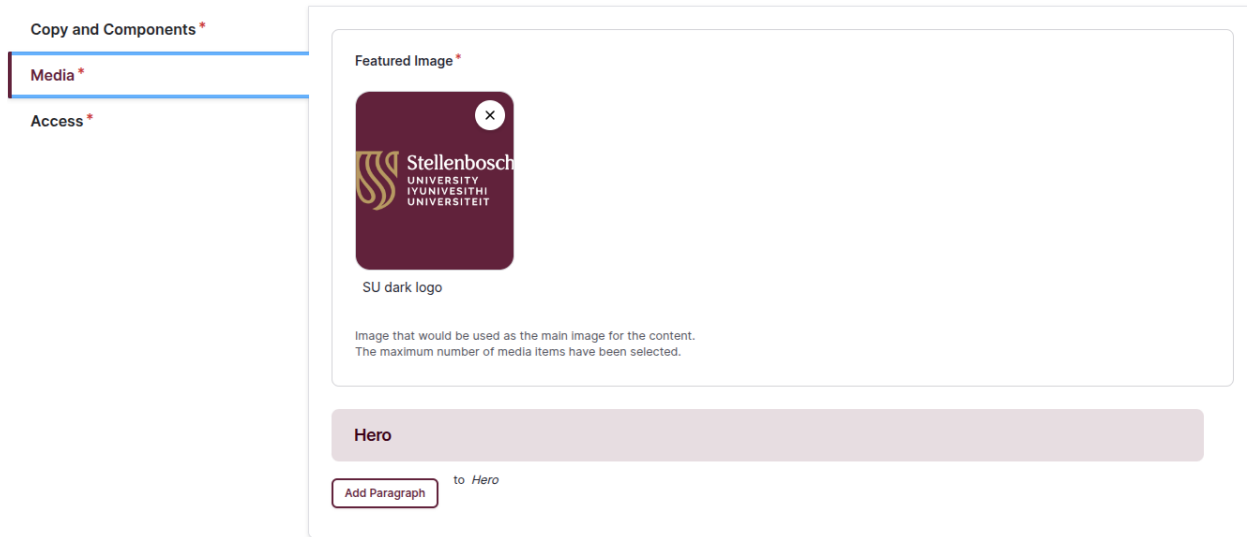 Copy and Components *
Media *
Access *
Featured Image *
Stellenbosch
UNIVERSITY
IYUNIVESITHI
UNIVERSITEIT
SU dark logo
Image that would be used as the main image for the content.
The maximum number of media items have been selected.
Hero
Add Paragraph to Hero